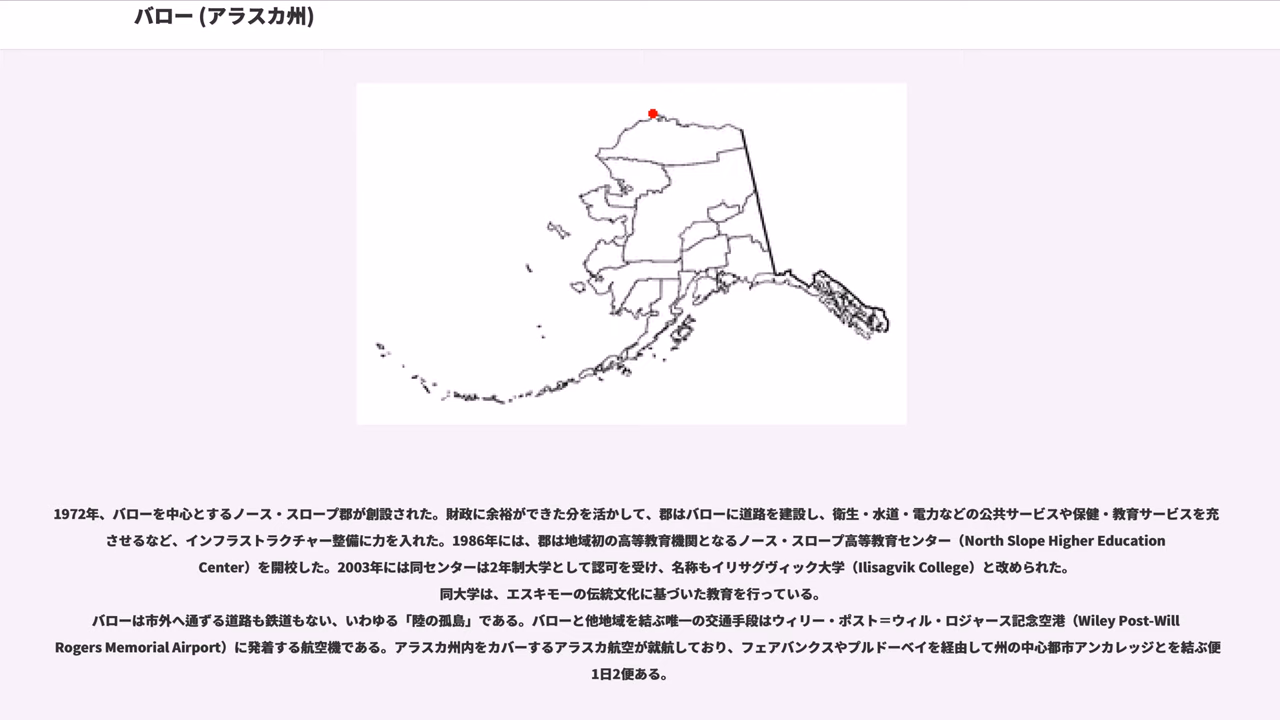 バロー (アラスカ州)
1972年、バローを中心とするノース・スロープ郡が創設された。財政に余裕ができた分を活かして、郡はバローに道路を建設し、衛生・水道・電力などの公共サービスや保健・教育サービスを充
させるなど、インフラストラクチャー整備に力を入れた。1986年には、郡は地域初の高等教育機関となるノース・スロープ高等教育センター（North Slope Higher Education
Center）を開校した。2003年には同センターは2年制大学として認可を受け、名称もイリサグヴィック大学（Ilisagvik College）と改められた。
同大学は、エスキモーの伝統文化に基づいた教育を行っている。
バローは市外へ通ずる道路も鉄道もない、いわゆる「陸の孤島」である。バローと他地域を結ぶ唯一の交通手段はウィリー・ポスト＝ウィル・ロジャース記念空港（Wiley Post-Will
Rogers Memorial Airport）に発着する航空機である。アラスカ州内をカバーするアラスカ航空が就航しており、フェアバンクスやプルドーベイを経由して州の中心都市アンカレッジとを結ぶ便
1日2便ある。